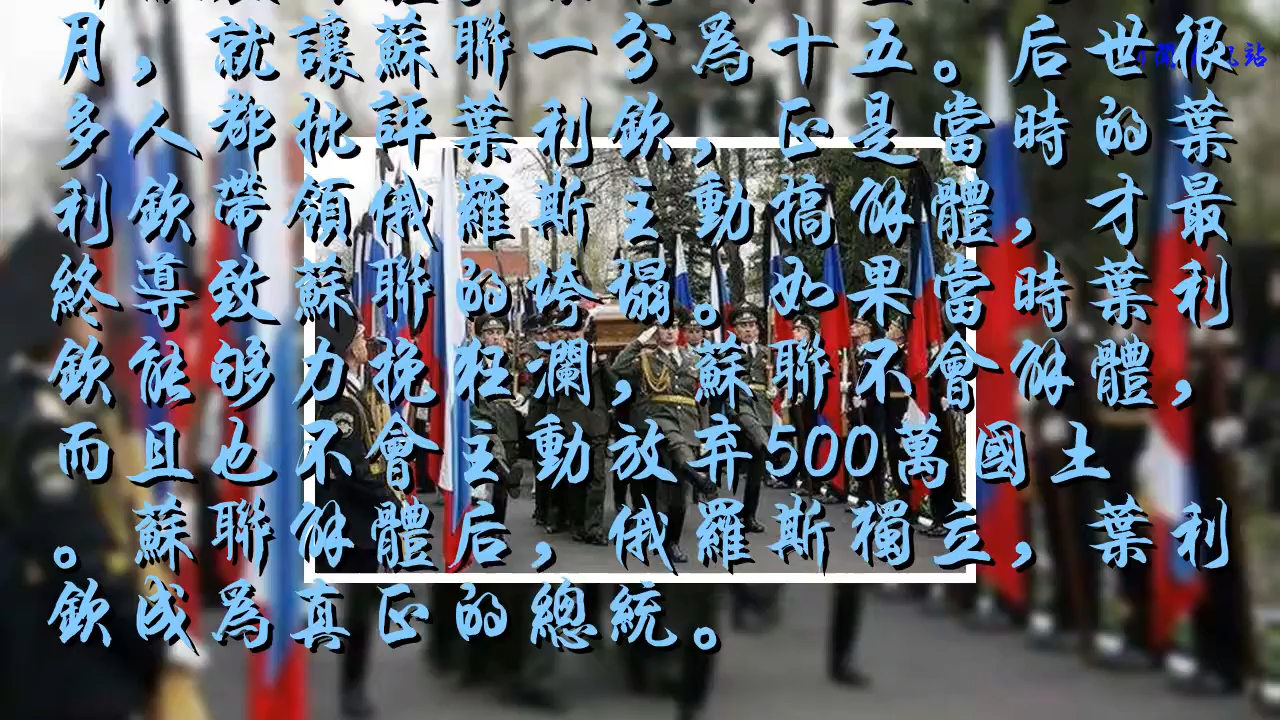 月，就讓蘇聯一分爲十五。后世很
多人都批評葉利欽，正是當時的葉
利欽帶領俄羅斯主動搞解體，才最
終導致蘇聯的垮塌。如果當時葉利
欽能够力挽狂瀾，蘇聯不會解體，
而且也不會主動放弃500萬國土
。蘇聯解體后，俄羅斯獨立，葉利
欽成爲真正的總統。